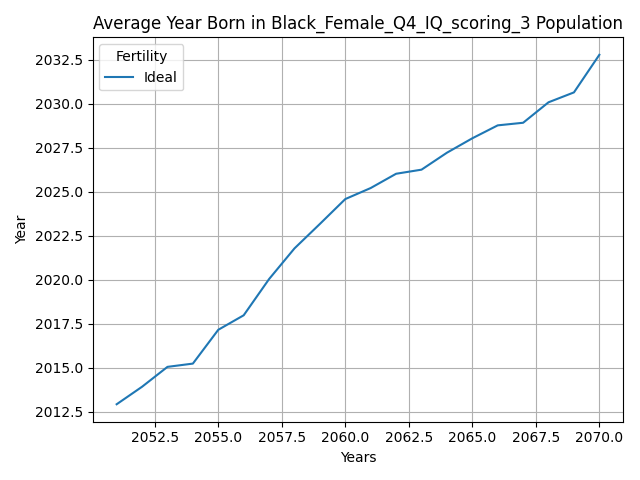 Average Year Born in Black_Female_Q4_IQ_scoring_3 Population
Fertility
Ideal
2032.5
2030.0
2027.5
2025.0
2022.5
2020.0
2017.5
2015.0
2012.5
Year
2052.5 2055.0 2057.5 2060.0 2062.5 2065.0 2067.5 2070.0
Years